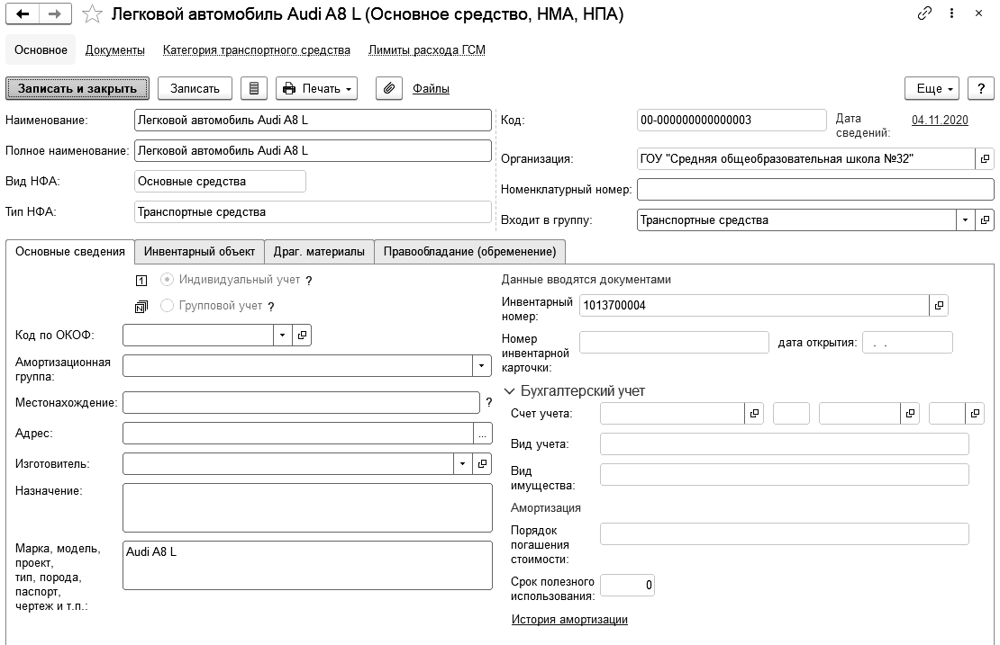 Легковой автомобиль Audi A8 L (Основное средство, НМА, НПА)
Основное Документы Категория транспортного средства Лимиты расхода ГСМ
Записать и закрыть Записать Печать Файлы Еще ?
Наименование: Легковой автомобиль Audi A8 L
Полное наименование: Легковой автомобиль Audi A8 L
Вид НФА: Основные средства
Тип НФА: Транспортные средства
Код: 00-000000000000003 Дата сведений: 04.11.2020
Организация: ГОУ "Средняя общеобразовательная школа №32"
Номенклатурный номер:
Входит в группу: Транспортные средства
Основные сведения Инвентарный объект Драг. материалы Правообладание (обременение)
1 Индивидуальный учет ?
N Групповой учет ?
Код по ОКОФ:
Амортизационная
группа:
Местонахождение: ?
Адрес: ...
Изготовитель:
Назначение:
Марка, модель, Audi A8 L
проект,
тип, порода,
паспорт,
чертеж и т.п.:
Данные вводятся документами
Инвентарный 1013700004
номер:
Номер
инвентарной дата открытия: . .
карточки:
Бухгалтерский учет
Счет учета:
Вид учета:
Вид
имущества:
Амортизация
Порядок
погашения
стоимости:
Срок полезного 0
использования:
История амортизации